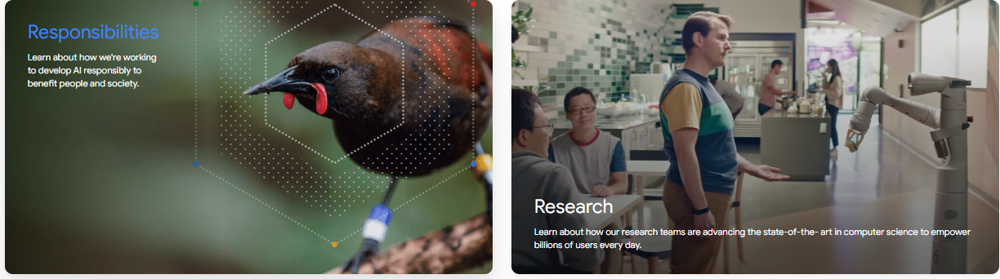 Responsibilities
Learn about how we're working
to develop AI responsibly to
benefit people and society.
Research
Learn about how our research teams are advancing the state-of-the- art in computer science to empower
billions of users every day.